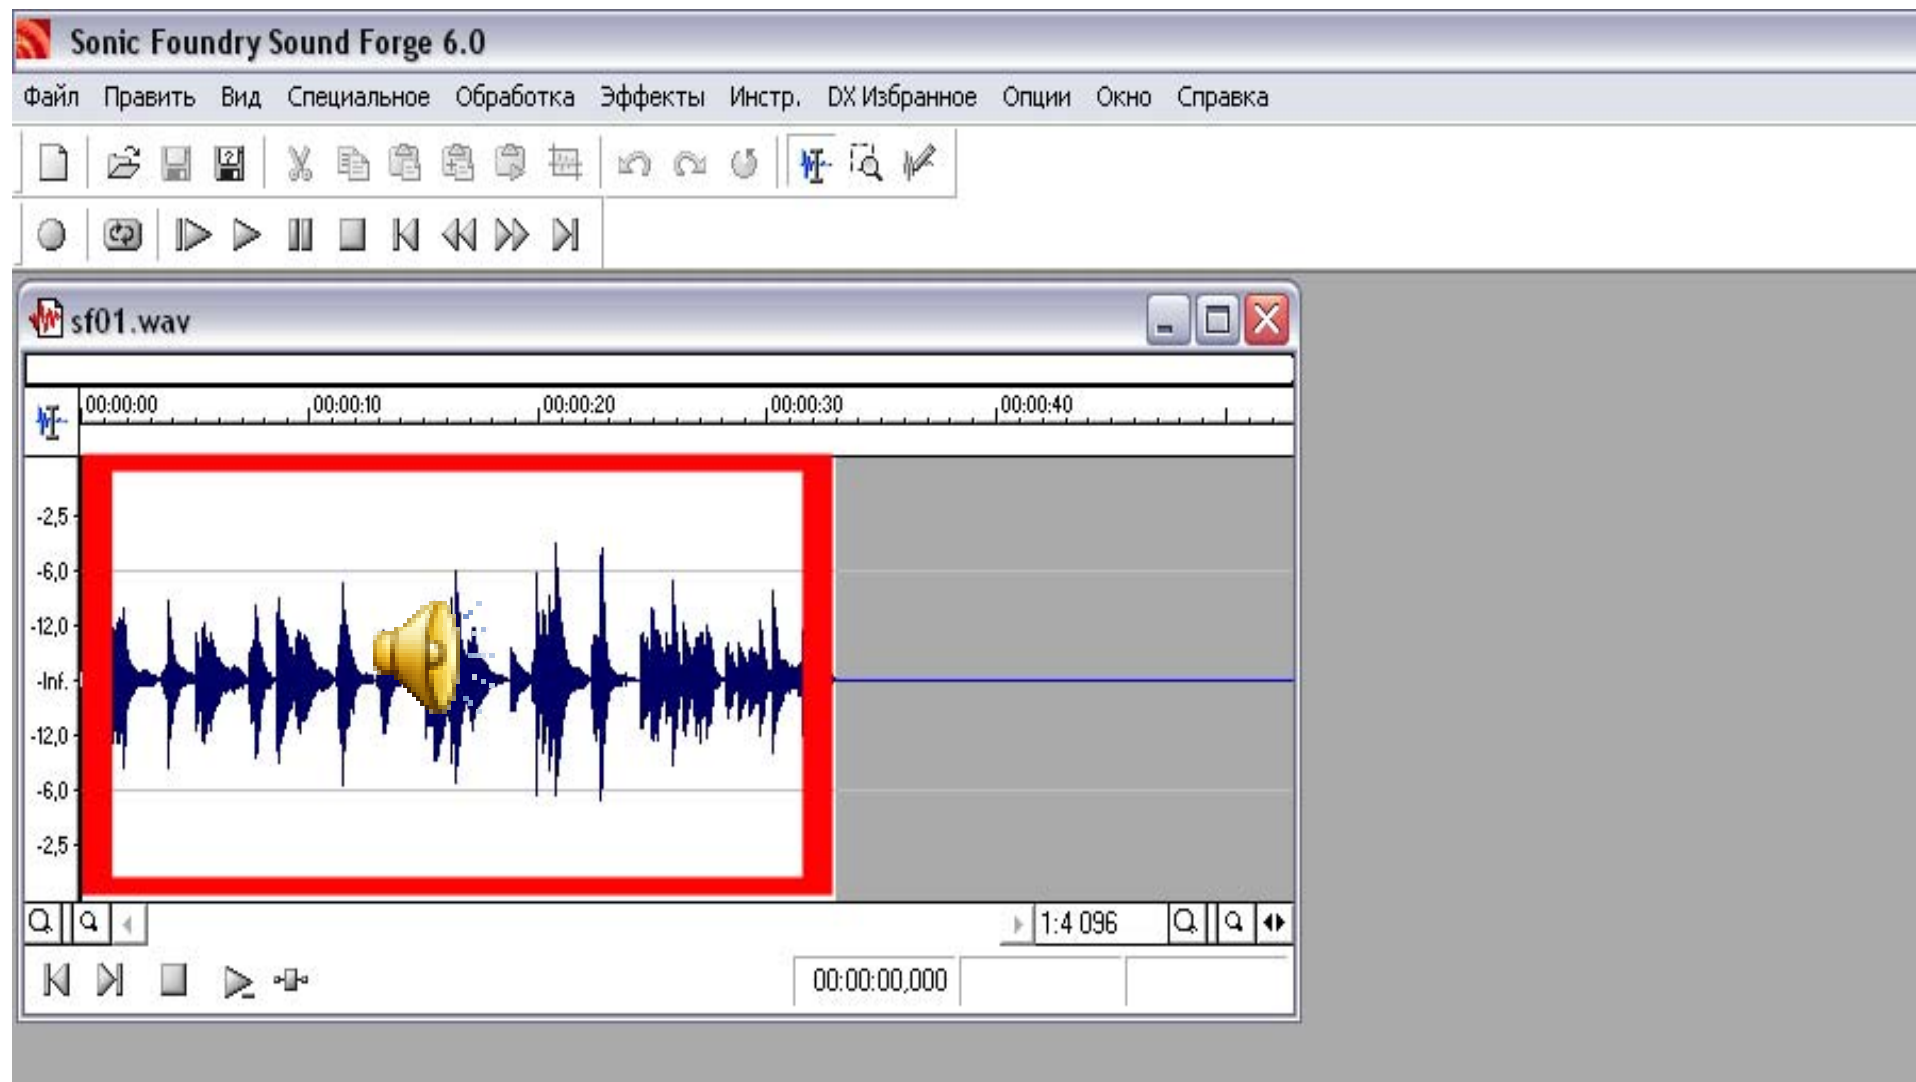 Sonic Foundry Sound Forge 6.0
Файл Править Вид Специальное Обработка Эффекты Инстр. DX Избранное Опции Окно Справка
sf01.wav
00:00:00 00:00:10 00:00:20 00:00:30 00:00:40
-2,5
-6,0
-12,0
-Inf.
-12,0
-6,0
-2,5
1:4 096
00:00:00,000